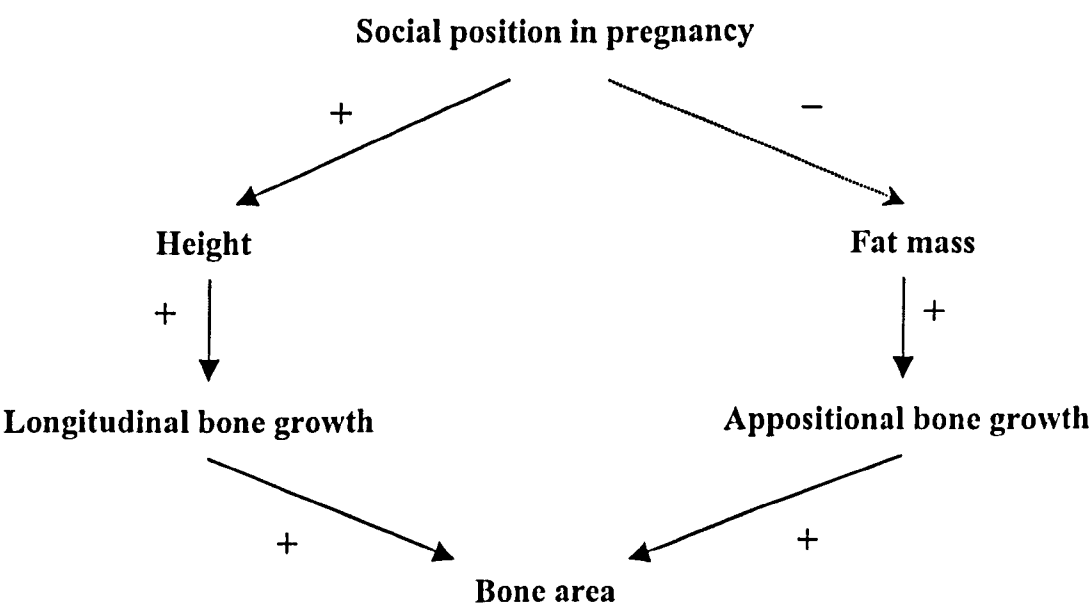 Social position in pregnancy
+
−
Height
Fat mass
+
+
Longitudinal bone growth
Appositional bone growth
+
+
Bone area